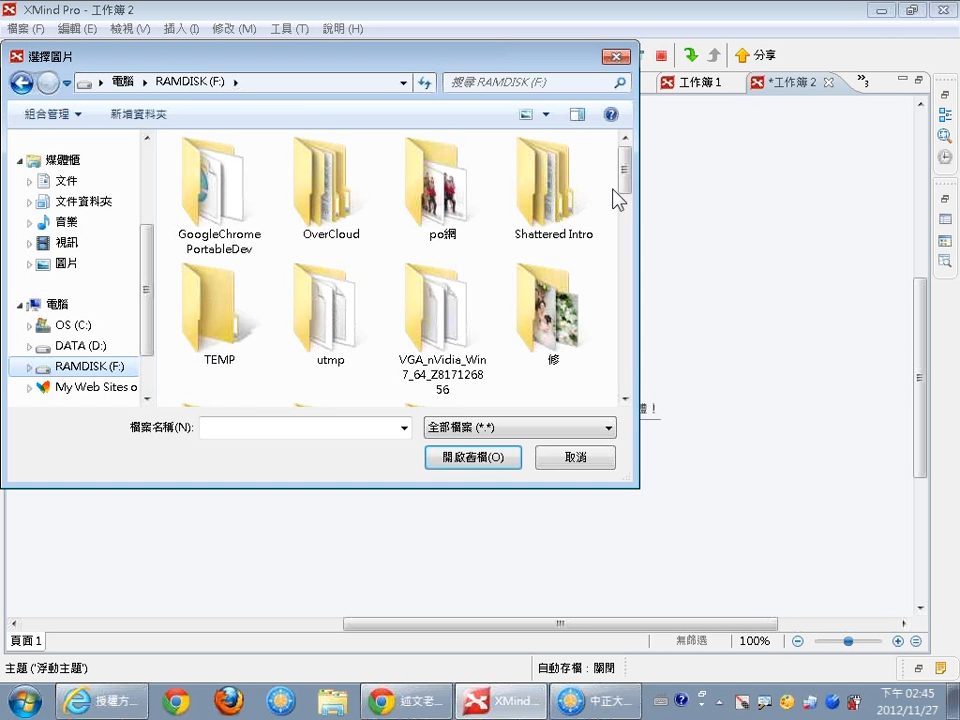 XMind Pro - 工作簿 2
檔案 (F) 編輯 (E) 檢視 (V) 插入 (I) 修改 (M) 工具 (T) 說明 (H)
選擇圖片
分享
電腦 RAMDISK (F:)
搜尋 RAMDISK (F:)
工作簿 1
*工作簿 2
3
組合管理
新增資料夾
媒體櫃
文件
文件資料夾
音樂
視訊
圖片
電腦
OS (C:)
DATA (D:)
RAMDISK (F:)
My Web Sites o
GoogleChrome
PortableDev
OverCloud
po網
Shattered Intro
TEMP
utmp
VGA_nVidia_Win
7_64_Z8171268
56
修
檔案名稱(N):
全部檔案 (*.*)
開啟舊檔(O)
取消
！
頁面 1
無篩選
100%
主題 ('浮動主題')
自動存檔：關閉
授權方...
述文老...
XMind...
中正大...
下午 02:45
2012/11/27